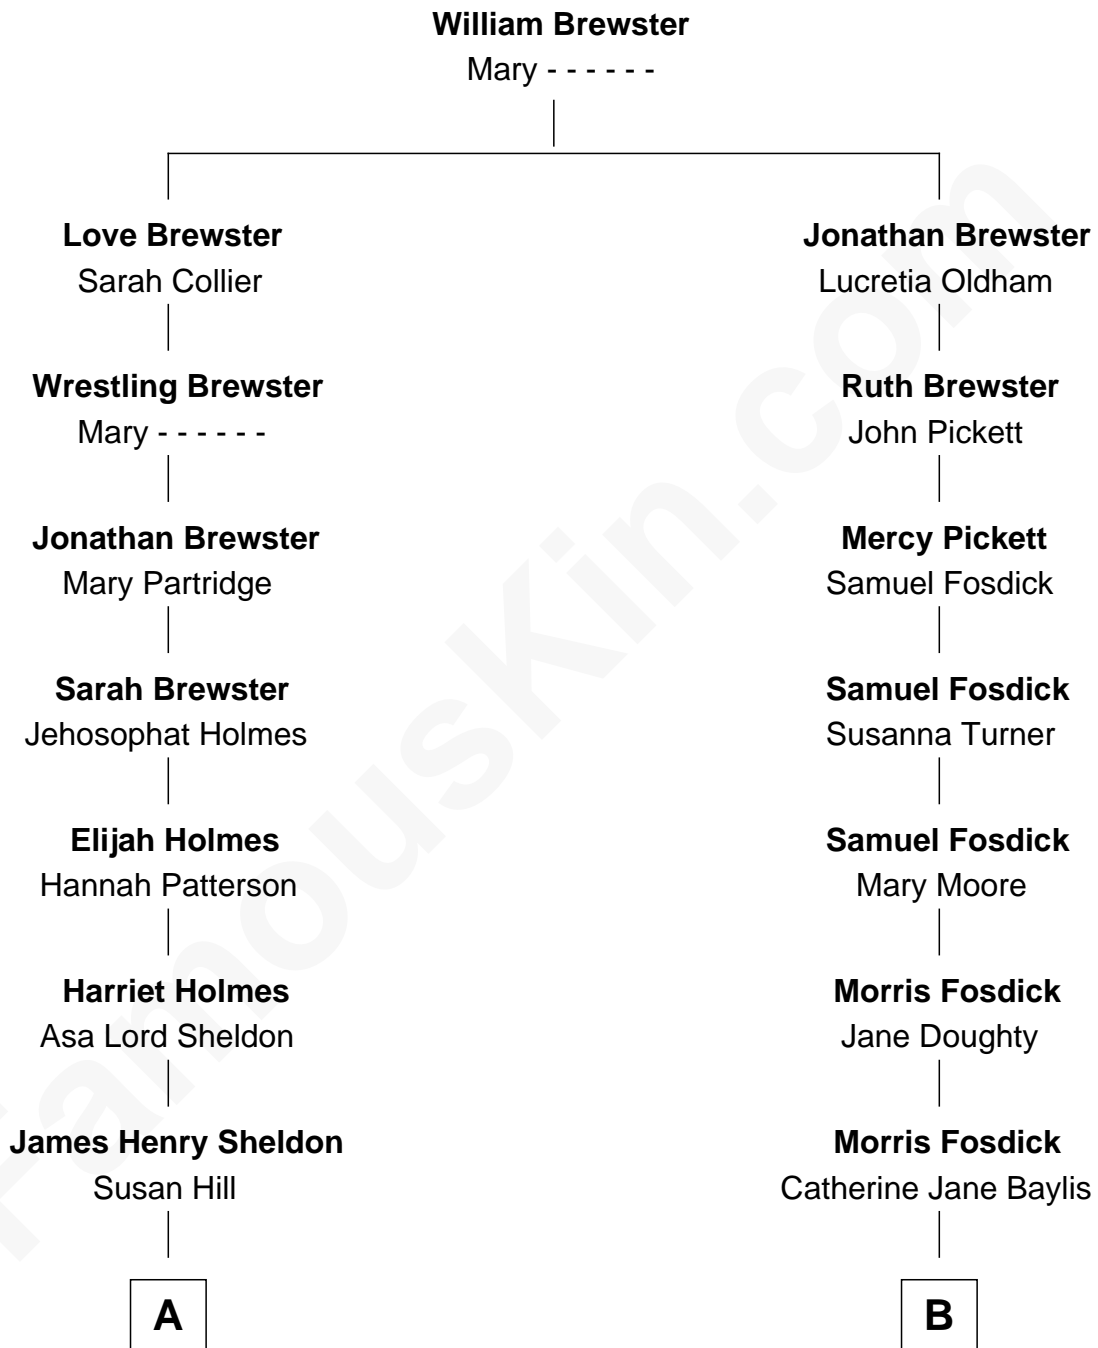 William Brewster
Mary - - - - - -
Love Brewster
Sarah Collier
Wrestling Brewster
Mary - - - - - -
Jonathan Brewster
Mary Partridge
Sarah Brewster
Jehosophat Holmes
Elijah Holmes
Hannah Patterson
Harriet Holmes
Asa Lord Sheldon
James Henry Sheldon
Susan Hill
A
Jonathan Brewster
Lucretia Oldham
Ruth Brewster
John Pickett
Mercy Pickett
Samuel Fosdick
Samuel Fosdick
Susanna Turner
Samuel Fosdick
Mary Moore
Morris Fosdick
Jane Doughty
Morris Fosdick
Catherine Jane Baylis
B
FamousKin.com